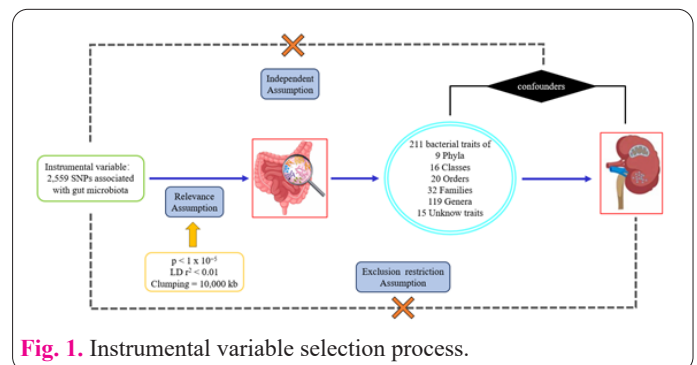 Independent
Assumption
confounders
Instrumental variable:
2,559 SNPs associated
with gut microbiota
Relevance
Assumption
p < 1 x 10⁻⁵
LD r² < 0.01
Clumping = 10,000 kb
211 bacterial traits of
9 Phyla
16 Classes
20 Orders
32 Families
119 Genera
15 Unknow traits
Exclusion restriction
Assumption
Fig. 1. Instrumental variable selection process.